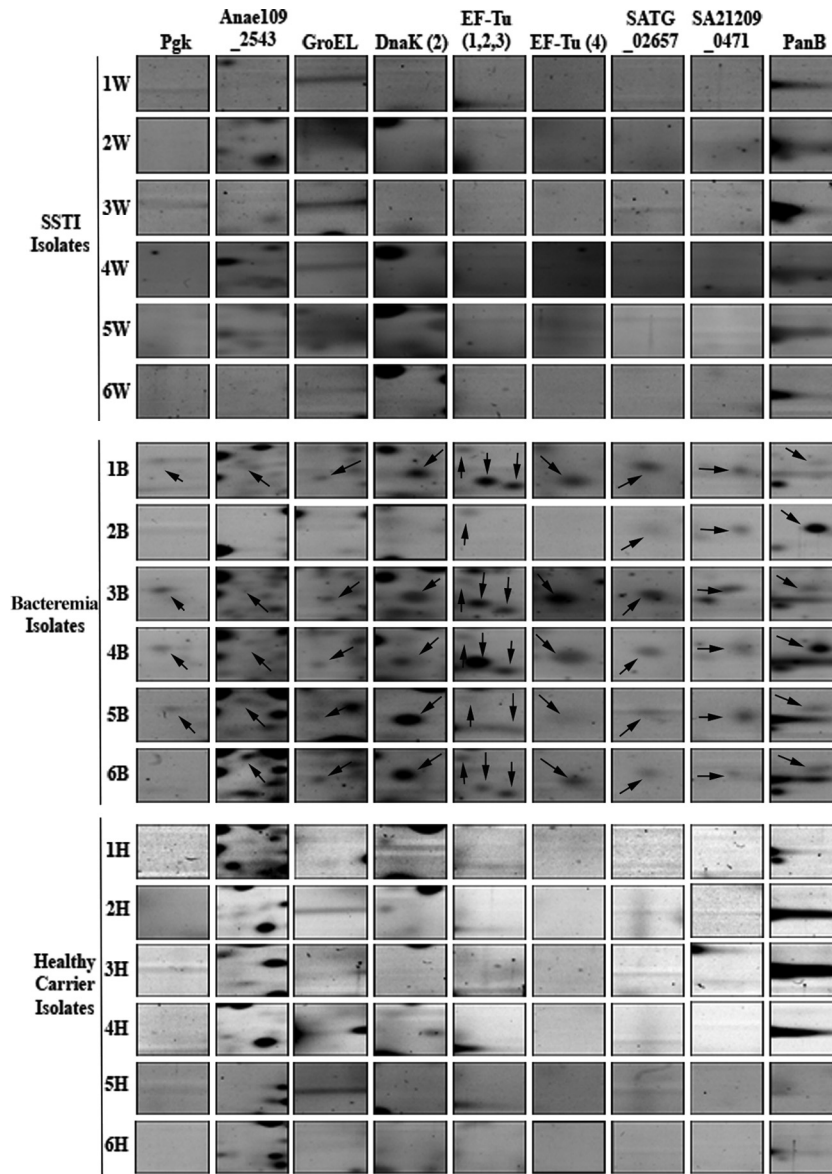 Pgk
Anae109
_2543
GroEL
DnaK (2)
EF-Tu
(1,2,3)
EF-Tu (4)
SATG
_02657
SA21209
_0471
PanB
SSTI
Isolates
1W
2W
3W
4W
5W
6W
Bacteremia
Isolates
1B
2B
3B
4B
5B
6B
Healthy
Carrier
Isolates
1H
2H
3H
4H
5H
6H